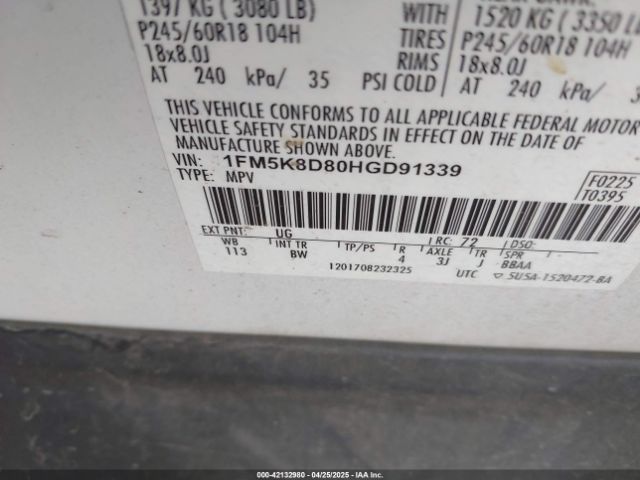 1397 KG ( 3080 LB) WITH 1520 KG ( 3350 LB
P245/60R18 104H TIRES P245/60R18 104H
18x8.0J RIMS 18x8.0J
AT 240 kPa/ 35 PSI COLD AT 240 kPa/
THIS VEHICLE CONFORMS TO ALL APPLICABLE FEDERAL MOTOR
VEHICLE SAFETY STANDARDS IN EFFECT ON THE DATE OF
MANUFACTURE SHOWN ABOVE.
VIN: 1FM5K8D80HGD91339
TYPE: MPV
F0225
T0395
EXT PNT: UG RC: 72 DSO:
WB INT TR TP/PS R AXLE TR SPR
113 BW 4 3J J BBAA
1201708232325 UTC ▽ 5U5A-1520472-BA
000-42132980 - 04/25/2025 - IAAI.COM